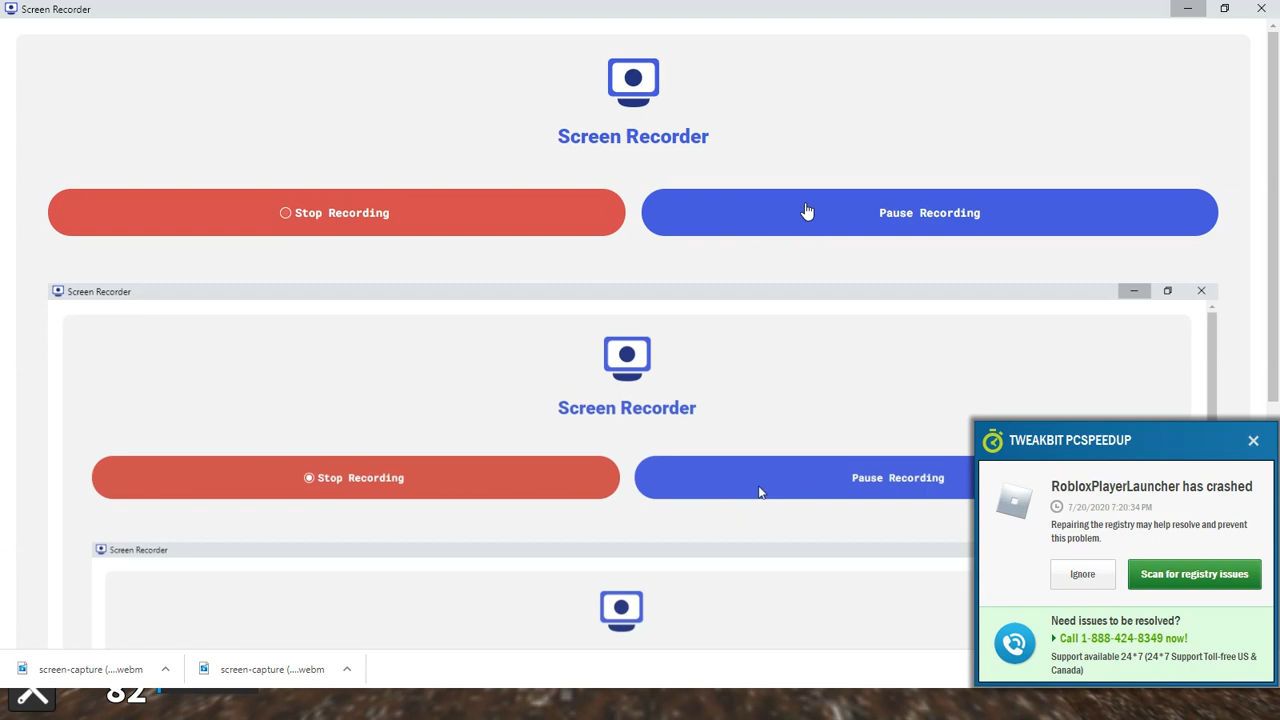 Screen Recorder
Screen Recorder
Stop Recording
Pause Recording
Screen Recorder
Screen Recorder
Stop Recording
Pause Recording
Screen Recorder
TWEAKBIT PCSPEEDUP
RobloxPlayerLauncher has crashed
7/20/2020 7:20:34 PM
Repairing the registry may help resolve and prevent
this problem.
Ignore
Scan for registry issues
Need issues to be resolved?
Call 1-888-424-8349 now!
Support available 24*7 (24*7 Support Toll-free US &
Canada)
screen-capture (....webm
screen-capture (....webm
82